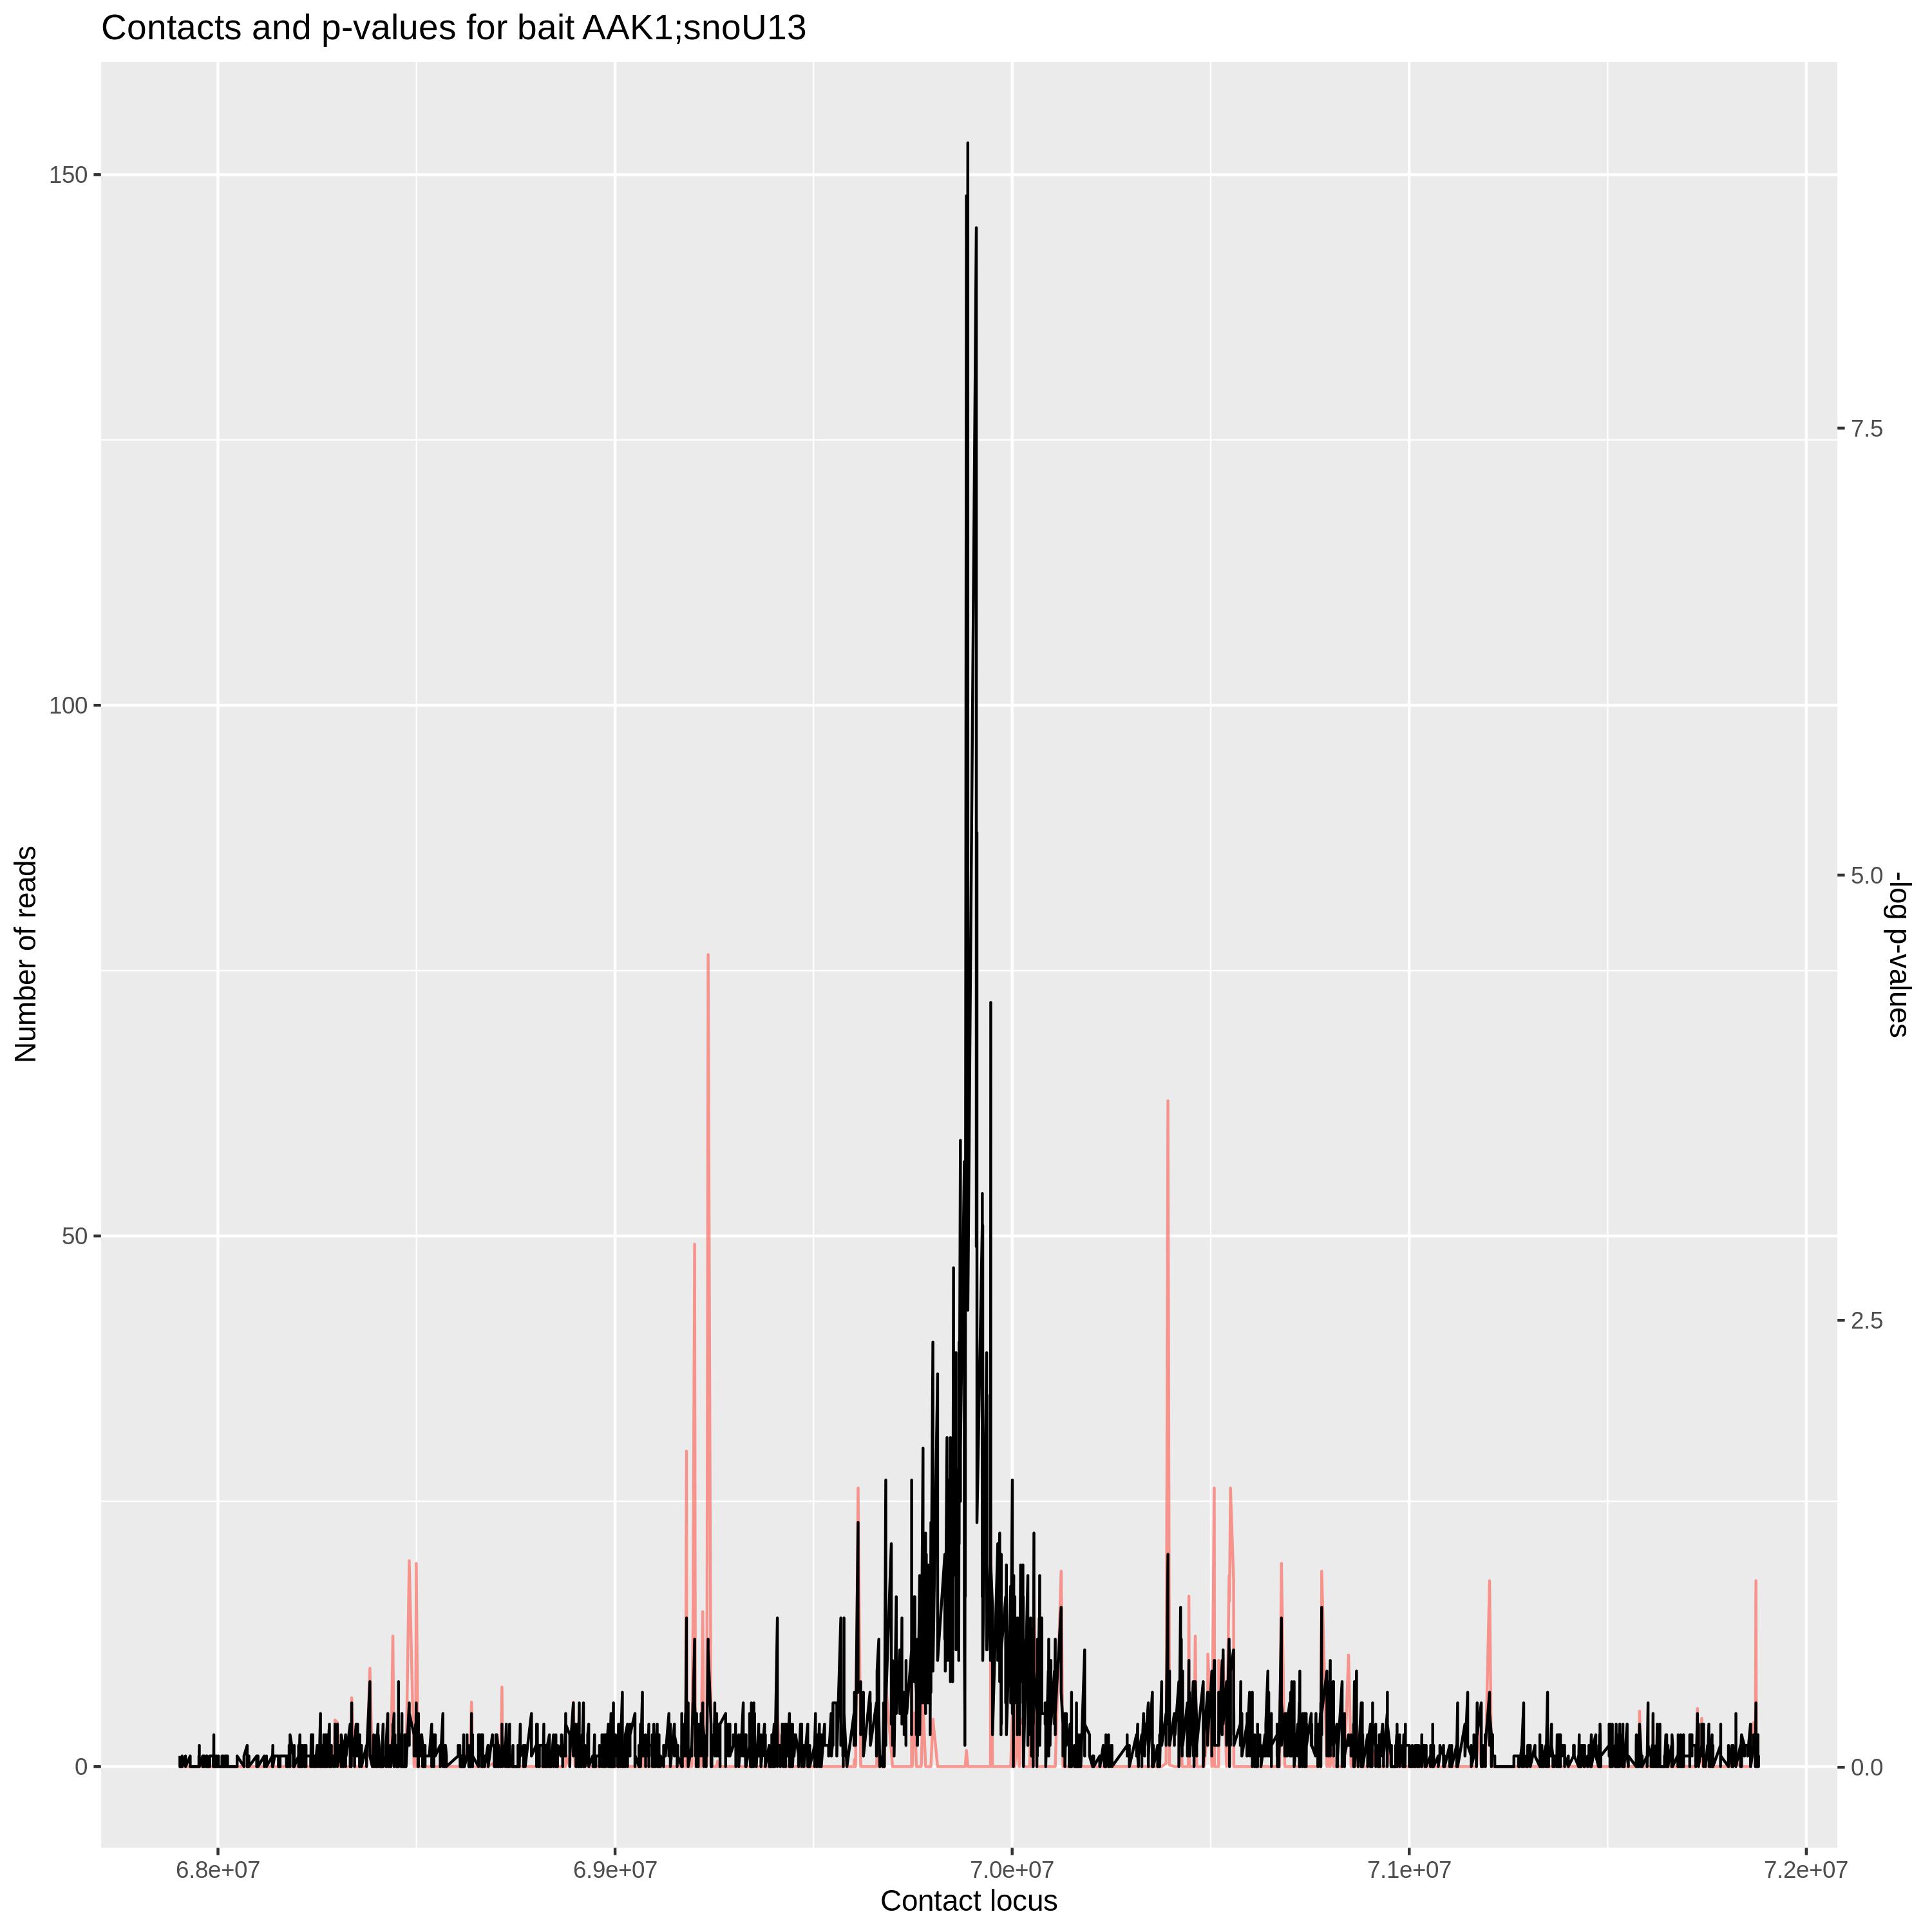 Contacts and p-values for bait AAK1;snoU13
150
100
50
0
Number of reads
7.5
5.0
2.5
0.0
-log p-values
6.8e+07 6.9e+07 7.0e+07 7.1e+07 7.2e+07
Contact locus